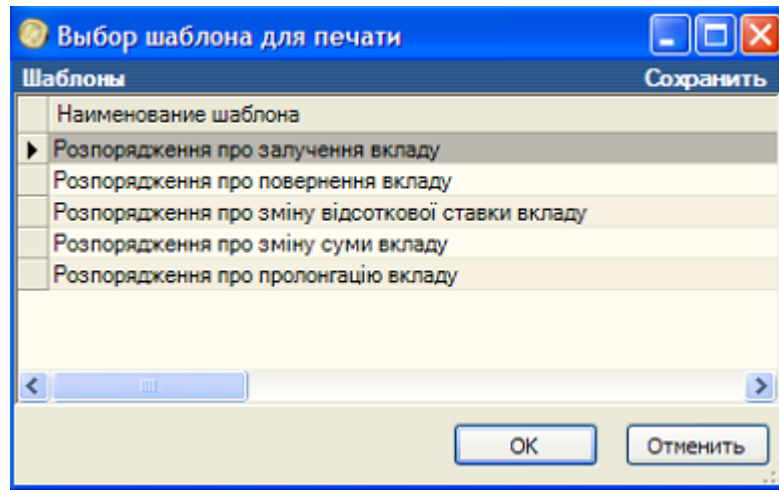 Выбор шаблона для печати
Шаблоны Сохранить
Наименование шаблона
Розпорядження про залучення вкладу
Розпорядження про повернення вкладу
Розпорядження про зміну відсоткової ставки вкладу
Розпорядження про зміну суми вкладу
Розпорядження про пролонгацію вкладу
OK Отменить